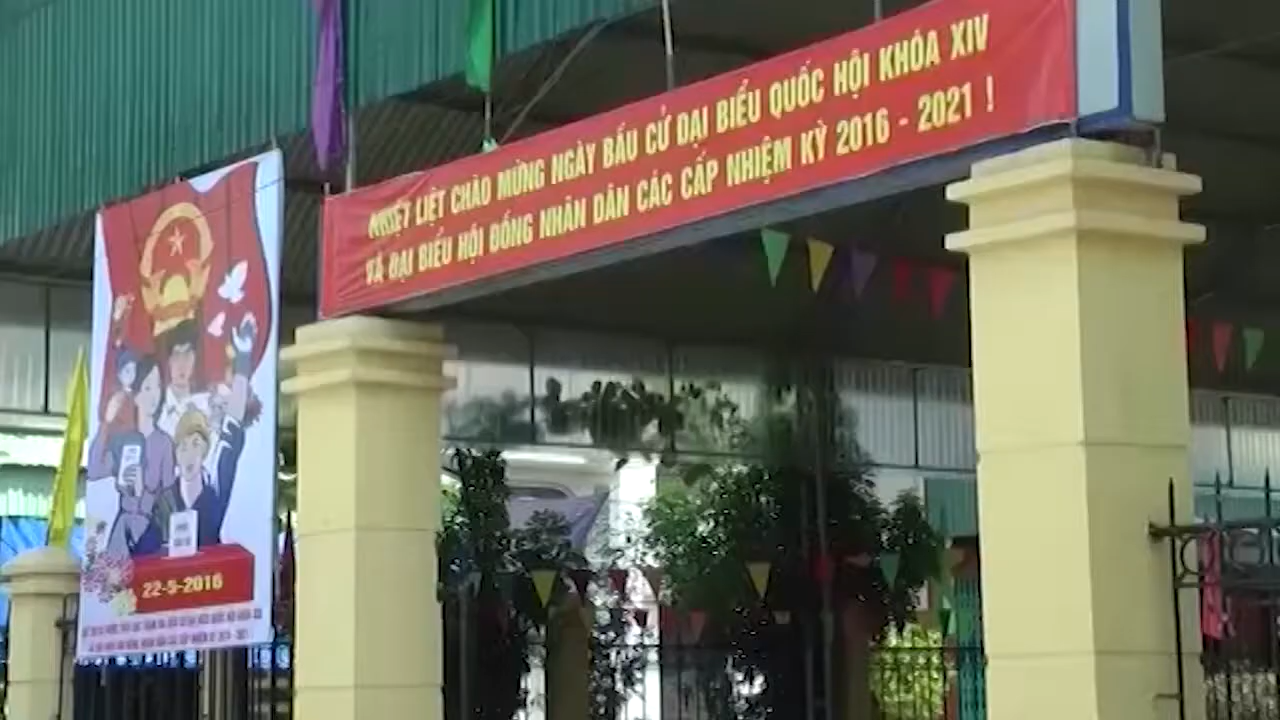 NHIỆT LIỆT CHÀO MỪNG NGÀY BẦU CỬ ĐẠI BIỂU QUỐC HỘI KHÓA XIV
VÀ ĐẠI BIỂU HỘI ĐỒNG NHÂN DÂN CÁC CẤP NHIỆM KỲ 2016 - 2021 !
22-5-2016